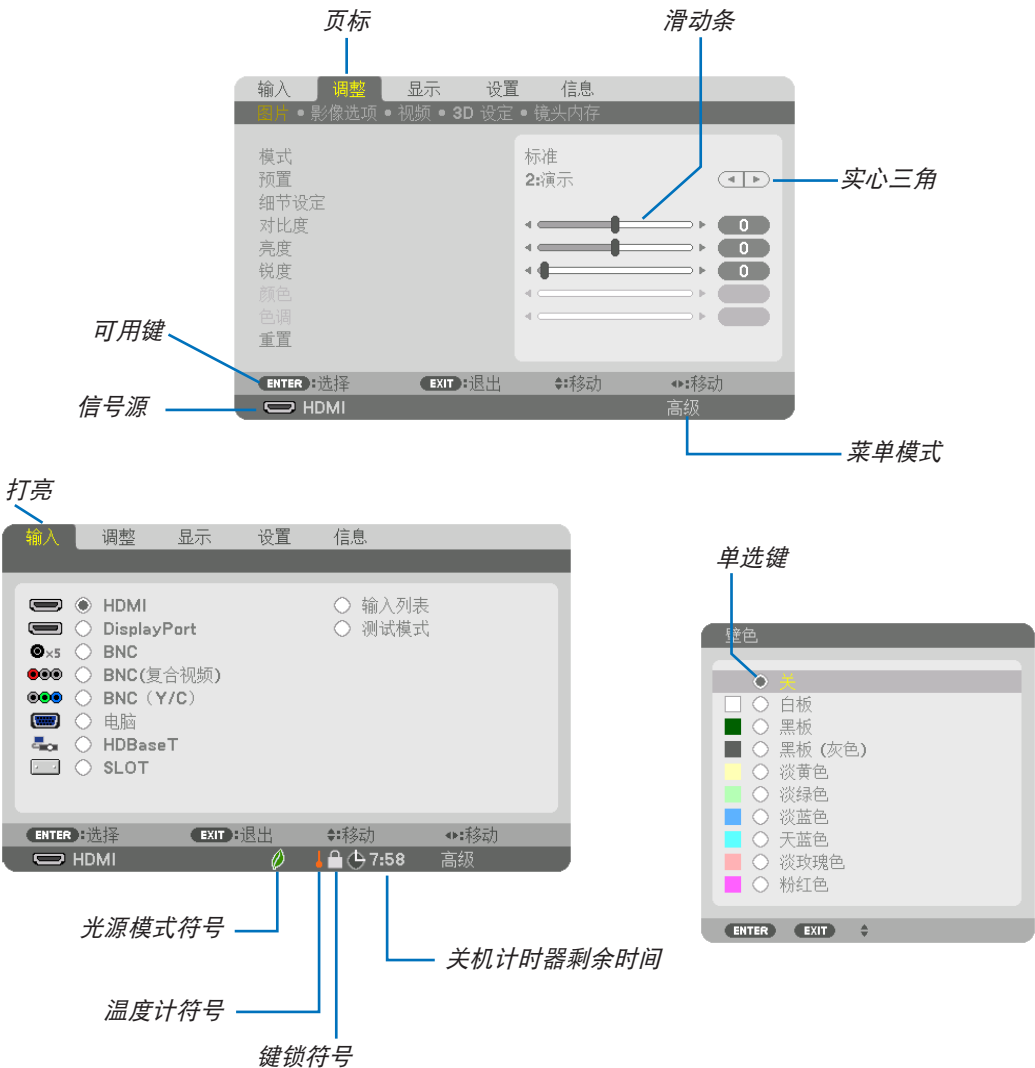 页标
滑动条
输入 调整 显示 设置 信息
图片 • 影像选项 • 视频 • 3D 设定 • 镜头内存
模式 标准
预置 2:演示
实心三角
细节设定
对比度 0
亮度 0
锐度 0
颜色
色调
重置
可用键
ENTER :选择 EXIT :退出 :移动 :移动
信号源
HDMI 高级
菜单模式
打亮
输入 调整 显示 设置 信息
HDMI 输入列表
DisplayPort 测试模式
×5 BNC
BNC(复合视频)
BNC（Y/C）
电脑
HDBaseT
SLOT
ENTER :选择 EXIT :退出 :移动 :移动
HDMI 7:58 高级
光源模式符号
关机计时器剩余时间
温度计符号
键锁符号
单选键
壁色
关
白板
黑板
黑板 (灰色)
淡黄色
淡绿色
淡蓝色
天蓝色
淡玫瑰色
粉红色
ENTER EXIT